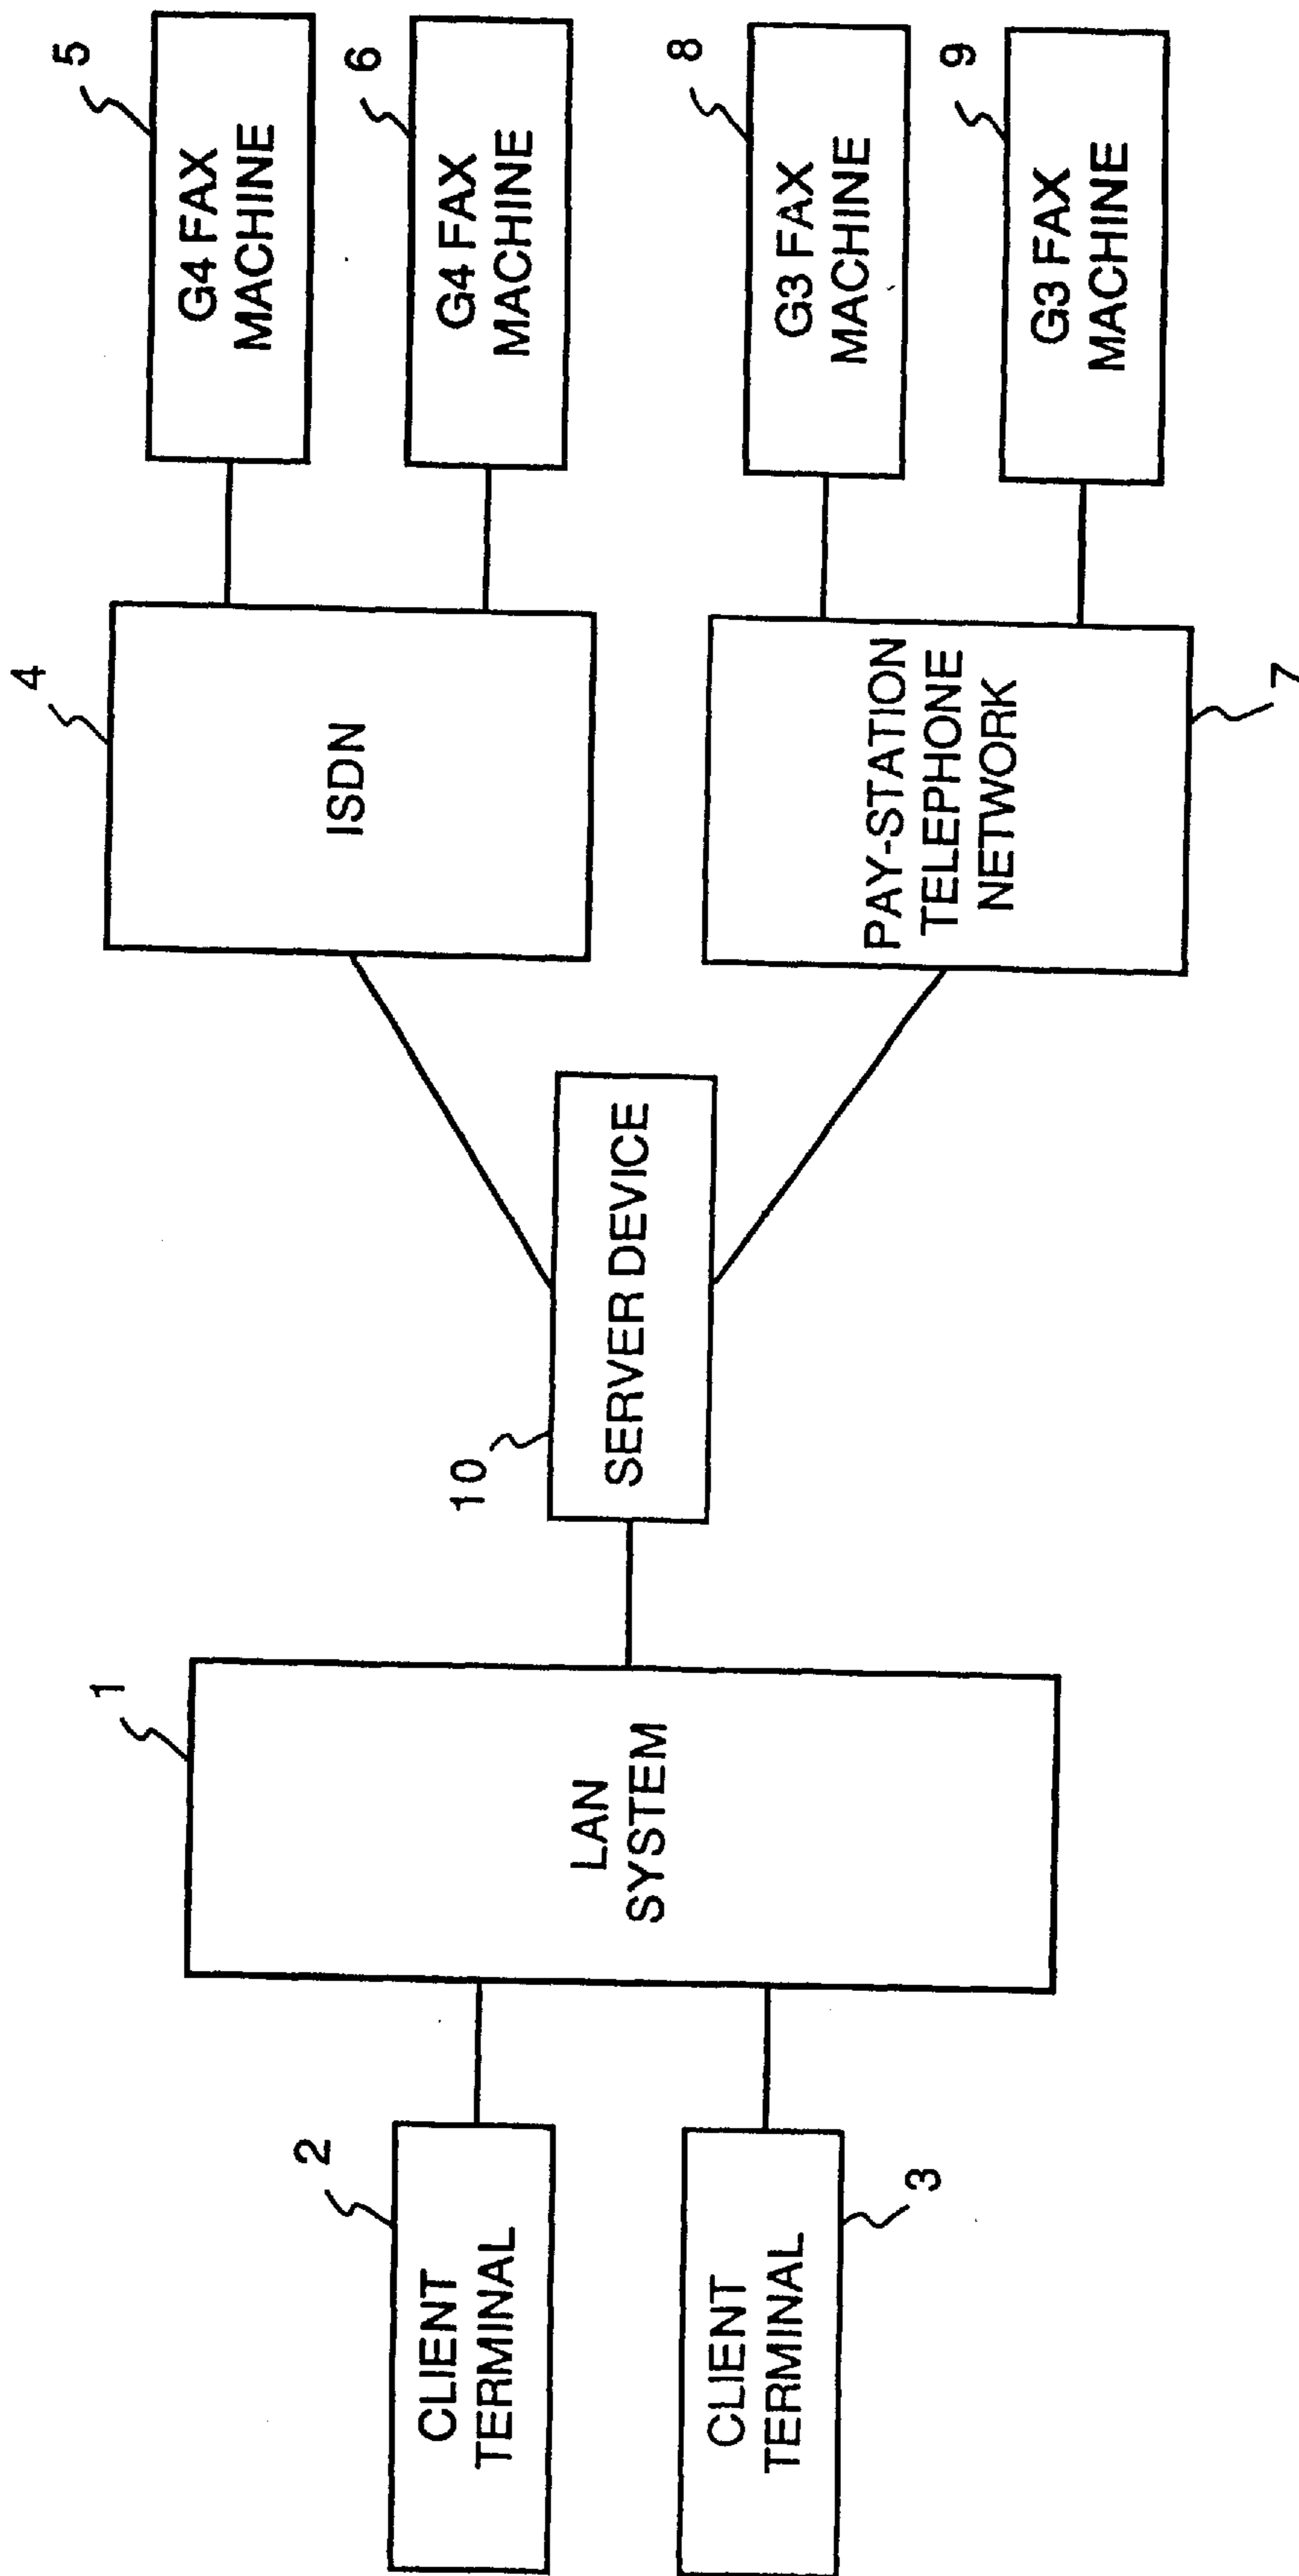 2
CLIENT
TERMINAL
3
CLIENT
TERMINAL
1
LAN
SYSTEM
10
SERVER DEVICE
4
ISDN
7
PAY-STATION
TELEPHONE
NETWORK
5
G4 FAX
MACHINE
6
G4 FAX
MACHINE
8
G3 FAX
MACHINE
9
G3 FAX
MACHINE